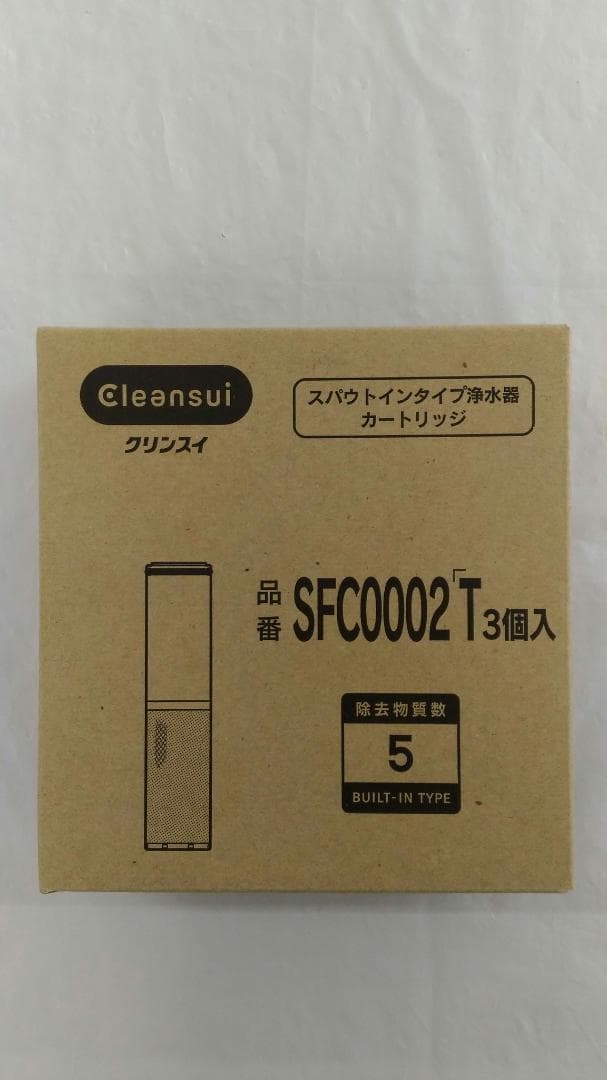 Cleansui
クリンスイ
スパウトインタイプ浄水器
カートリッジ
品番 SFC0002「T 3個入
除去物質数
5
BUILT-IN TYPE